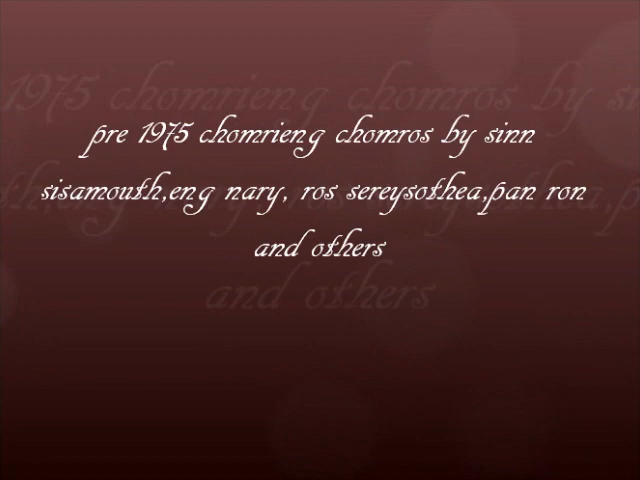 pre 1975 chomrieng chomros by sinn
sisamouth,eng nary, ros sereysothea,pan ron
and others